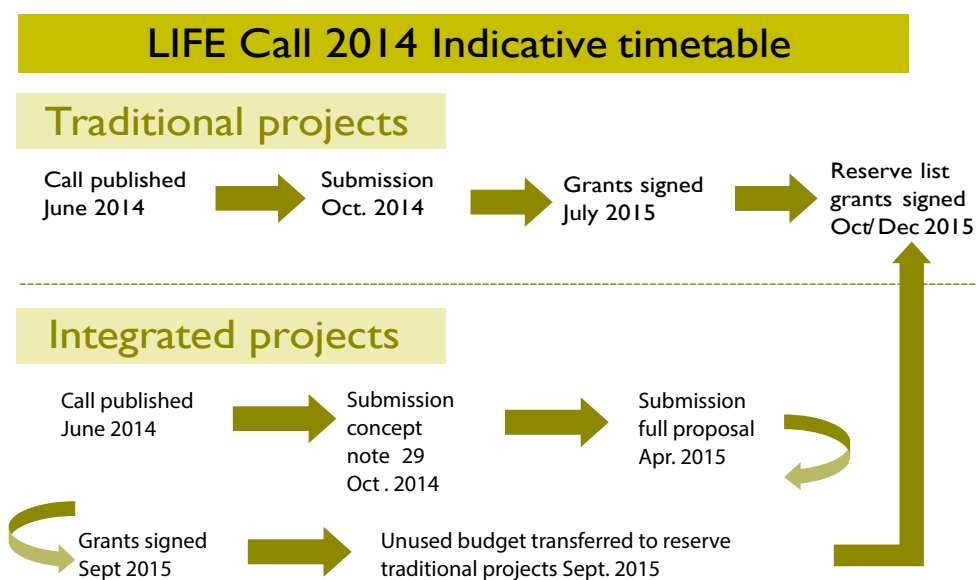 LIFE Call 2014 Indicative timetable
Traditional projects
Call published
June 2014
Submission
Oct. 2014
Grants signed
July 2015
Reserve list
grants signed
Oct/Dec 2015
Integrated projects
Call published
June 2014
Submission
concept
note 29
Oct . 2014
Submission
full proposal
Apr. 2015
Grants signed
Sept 2015
Unused budget transferred to reserve
traditional projects Sept. 2015